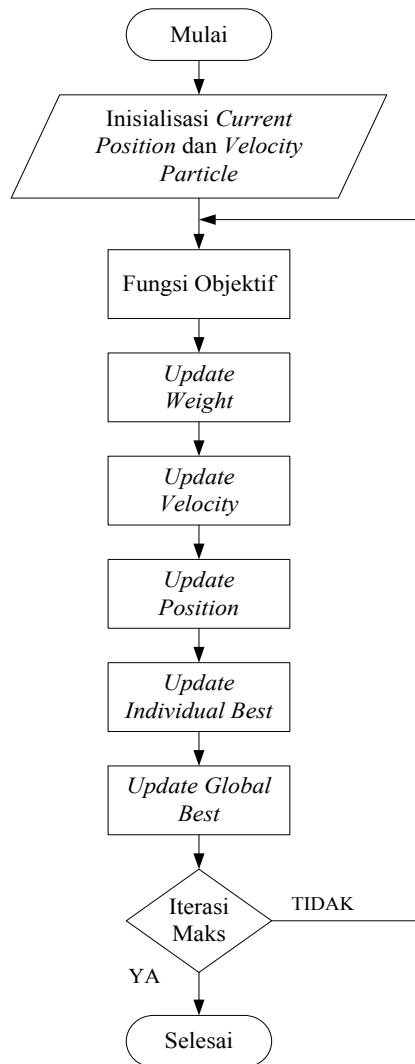 Mulai
Inisialisasi Current
Position dan Velocity
Particle
Fungsi Objektif
Update
Weight
Update
Velocity
Update
Position
Update
Individual Best
Update Global
Best
Iterasi
Maks
TIDAK
YA
Selesai